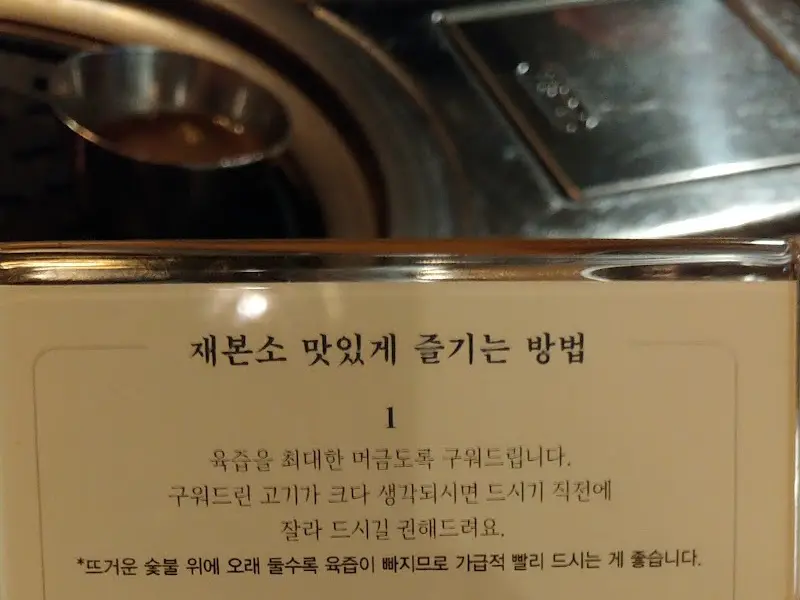 재본소 맛있게 즐기는 방법
1
육즙을 최대한 머금도록 구워드립니다.
구워드린 고기가 크다 생각되시면 드시기 직전에
잘라 드시길 권해드려요.
*뜨거운 숯불 위에 오래 둘수록 육즙이 빠지므로 가급적 빨리 드시는 게 좋습니다.